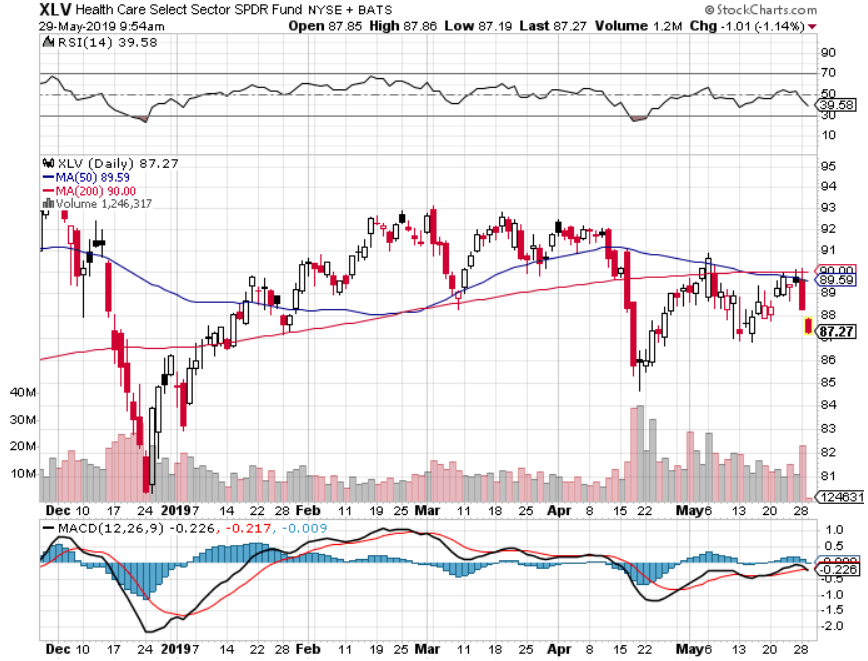 XLV Health Care Select Sector SPDR Fund NYSE + BATS © StockCharts.com
29-May-2019 9:54am Open 87.85 High 87.86 Low 87.19 Last 87.27 Volume 1.2M Chg -1.01 (-1.14%)
RSI(14) 39.58
90
70
50
39.58
30
10
XLV (Daily) 87.27
MA(50) 89.59
MA(200) 90.00
Volume 1,246,317
95
94
93
92
91
90.00
89.59
89
88
87.27
86
85
84
83
82
81
40M
30M
20M
10M
124631
Dec 10 17 24 2019 7 14 22 28 Feb 11 19 25 Mar 11 18 25 Apr 8 15 22 May 6 13 20 28
MACD(12,26,9) -0.226, -0.217, -0.009
1.0
0.5
-0.226
-0.5
-1.0
-1.5
-2.0
Dec 10 17 24 2019 7 14 22 28 Feb 11 19 25 Mar 11 18 25 Apr 8 15 22 May 6 13 20 28